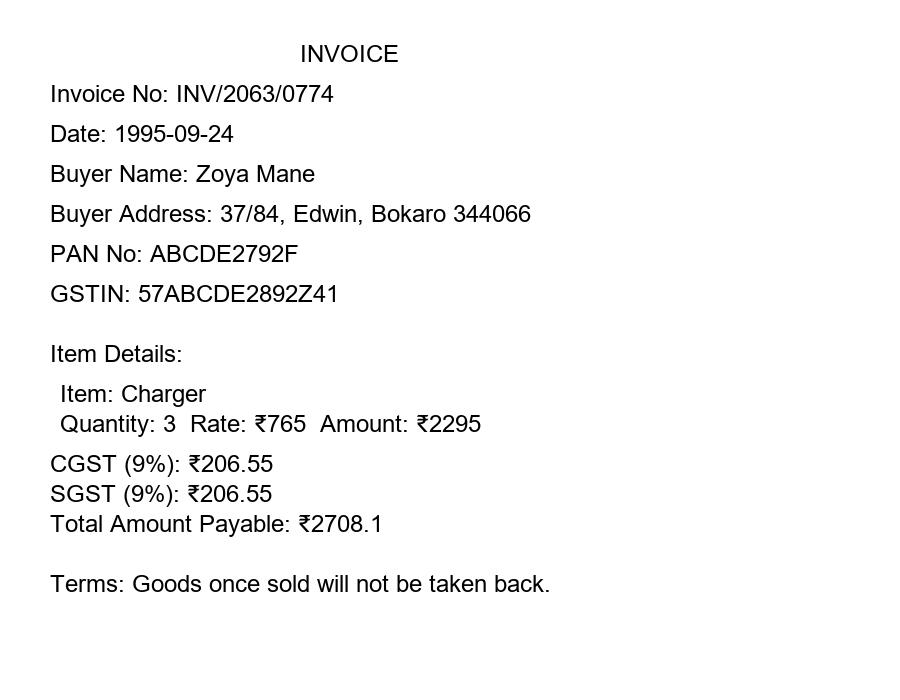 INVOICE
Invoice No: INV/2063/0774
Date: 1995-09-24
Buyer Name: Zoya Mane
Buyer Address: 37/84, Edwin, Bokaro 344066
PAN No: ABCDE2792F
GSTIN: 57ABCDE2892Z41
Item Details:
Item: Charger
Quantity: 3  Rate: ₹765  Amount: ₹2295
CGST (9%): ₹206.55
SGST (9%): ₹206.55
Total Amount Payable: ₹2708.1
Terms: Goods once sold will not be taken back.